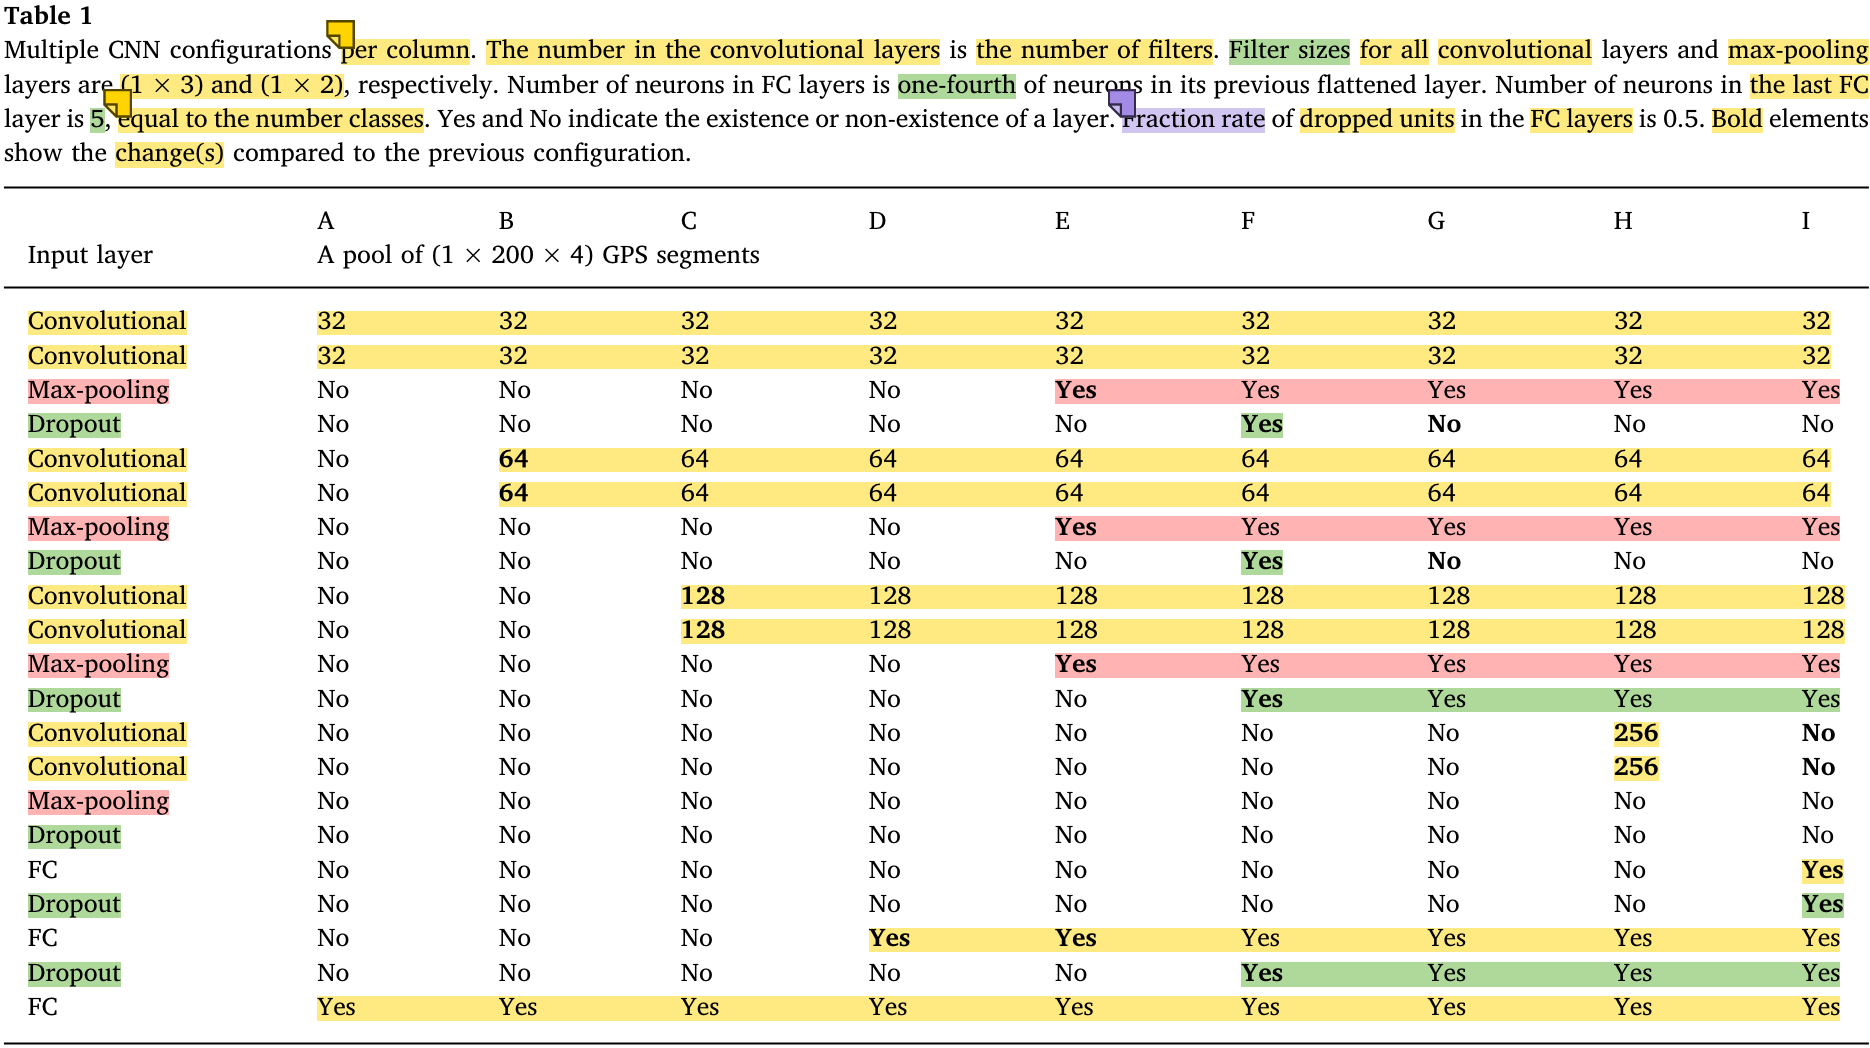 Table 1
Multiple CNN configurations per column. The number in the convolutional layers is the number of filters. Filter sizes for all convolutional layers and max-pooling
layers are (1 × 3) and (1 × 2), respectively. Number of neurons in FC layers is one-fourth of neurons in its previous flattened layer. Number of neurons in the last FC
layer is 5, equal to the number classes. Yes and No indicate the existence or non-existence of a layer. Fraction rate of dropped units in the FC layers is 0.5. Bold elements
show the change(s) compared to the previous configuration.
A B C D E F G H I
Input layer A pool of (1 × 200 × 4) GPS segments
Convolutional 32 32 32 32 32 32 32 32 32
Convolutional 32 32 32 32 32 32 32 32 32
Max-pooling No No No No Yes Yes Yes Yes Yes
Dropout No No No No No Yes No No No
Convolutional No 64 64 64 64 64 64 64 64
Convolutional No 64 64 64 64 64 64 64 64
Max-pooling No No No No Yes Yes Yes Yes Yes
Dropout No No No No No Yes No No No
Convolutional No No 128 128 128 128 128 128 128
Convolutional No No 128 128 128 128 128 128 128
Max-pooling No No No No Yes Yes Yes Yes Yes
Dropout No No No No No Yes Yes Yes Yes
Convolutional No No No No No No No 256 No
Convolutional No No No No No No No 256 No
Max-pooling No No No No No No No No No
Dropout No No No No No No No No No
FC No No No No No No No No Yes
Dropout No No No No No No No No Yes
FC No No No Yes Yes Yes Yes Yes Yes
Dropout No No No No No Yes Yes Yes Yes
FC Yes Yes Yes Yes Yes Yes Yes Yes Yes